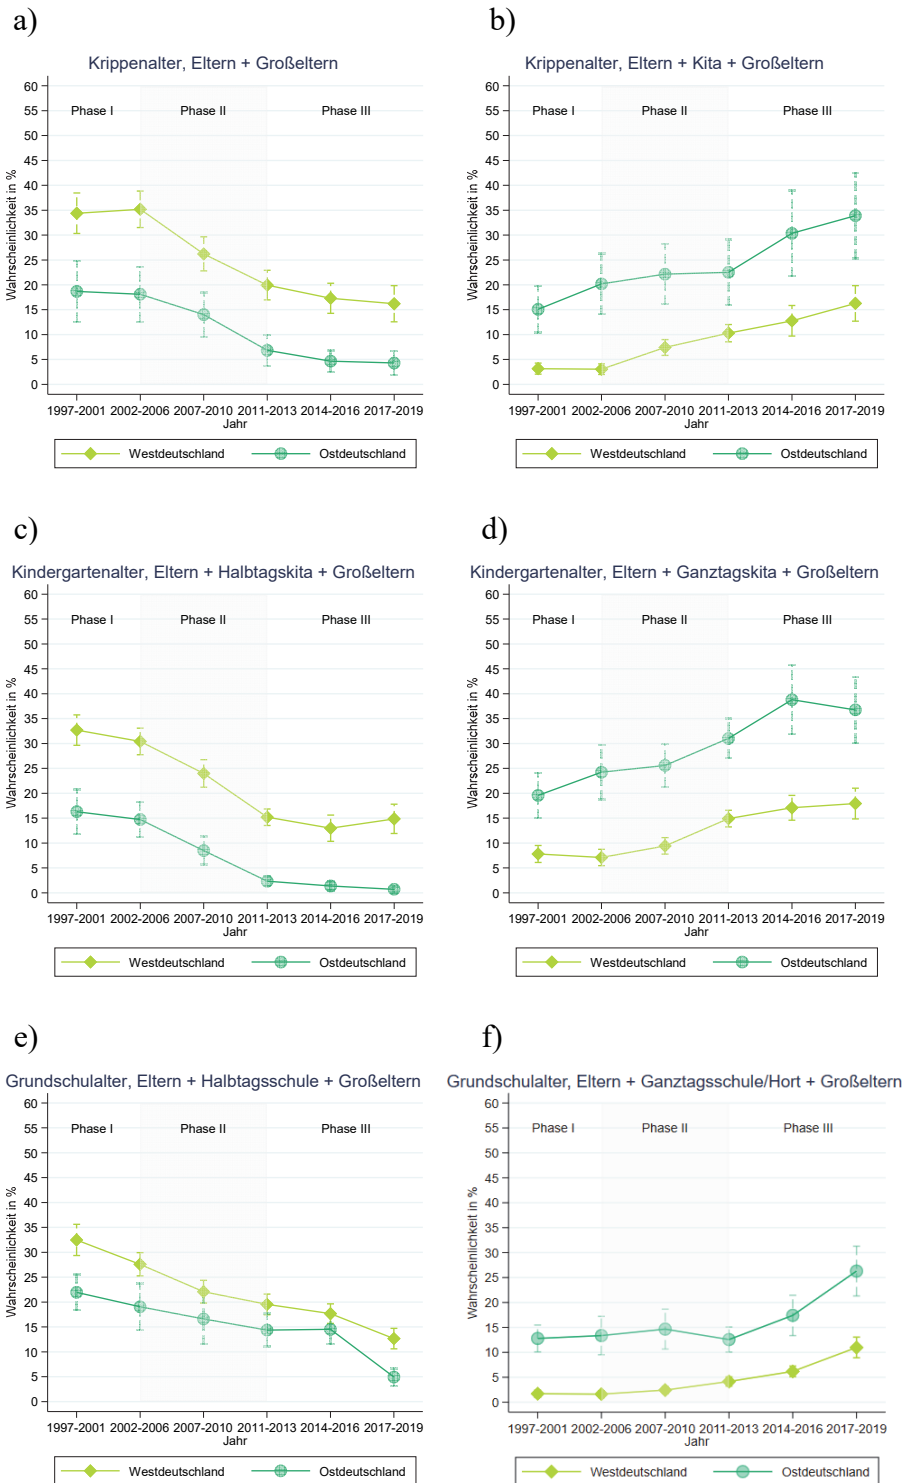 a)
Krippenalter, Eltern + Großeltern
Wahrscheinlichkeit in %
60
55
50
45
40
35
30
25
20
15
10
5
0
Phase I
Phase II
Phase III
1997-2001 2002-2006 2007-2010 2011-2013 2014-2016 2017-2019
Jahr
Westdeutschland Ostdeutschland
b)
Krippenalter, Eltern + Kita + Großeltern
Wahrscheinlichkeit in %
60
55
50
45
40
35
30
25
20
15
10
5
0
Phase I
Phase II
Phase III
1997-2001 2002-2006 2007-2010 2011-2013 2014-2016 2017-2019
Jahr
Westdeutschland Ostdeutschland
c)
Kindergartenalter, Eltern + Halbtagskita + Großeltern
Wahrscheinlichkeit in %
60
55
50
45
40
35
30
25
20
15
10
5
0
Phase I
Phase II
Phase III
1997-2001 2002-2006 2007-2010 2011-2013 2014-2016 2017-2019
Jahr
Westdeutschland Ostdeutschland
d)
Kindergartenalter, Eltern + Ganztagskita + Großeltern
Wahrscheinlichkeit in %
60
55
50
45
40
35
30
25
20
15
10
5
0
Phase I
Phase II
Phase III
1997-2001 2002-2006 2007-2010 2011-2013 2014-2016 2017-2019
Jahr
Westdeutschland Ostdeutschland
e)
Grundschulalter, Eltern + Halbtagsschule + Großeltern
Wahrscheinlichkeit in %
60
55
50
45
40
35
30
25
20
15
10
5
0
Phase I
Phase II
Phase III
1997-2001 2002-2006 2007-2010 2011-2013 2014-2016 2017-2019
Jahr
Westdeutschland Ostdeutschland
f)
Grundschulalter, Eltern + Ganztagsschule/Hort + Großeltern
Wahrscheinlichkeit in %
60
55
50
45
40
35
30
25
20
15
10
5
0
Phase I
Phase II
Phase III
1997-2001 2002-2006 2007-2010 2011-2013 2014-2016 2017-2019
Jahr
Westdeutschland Ostdeutschland